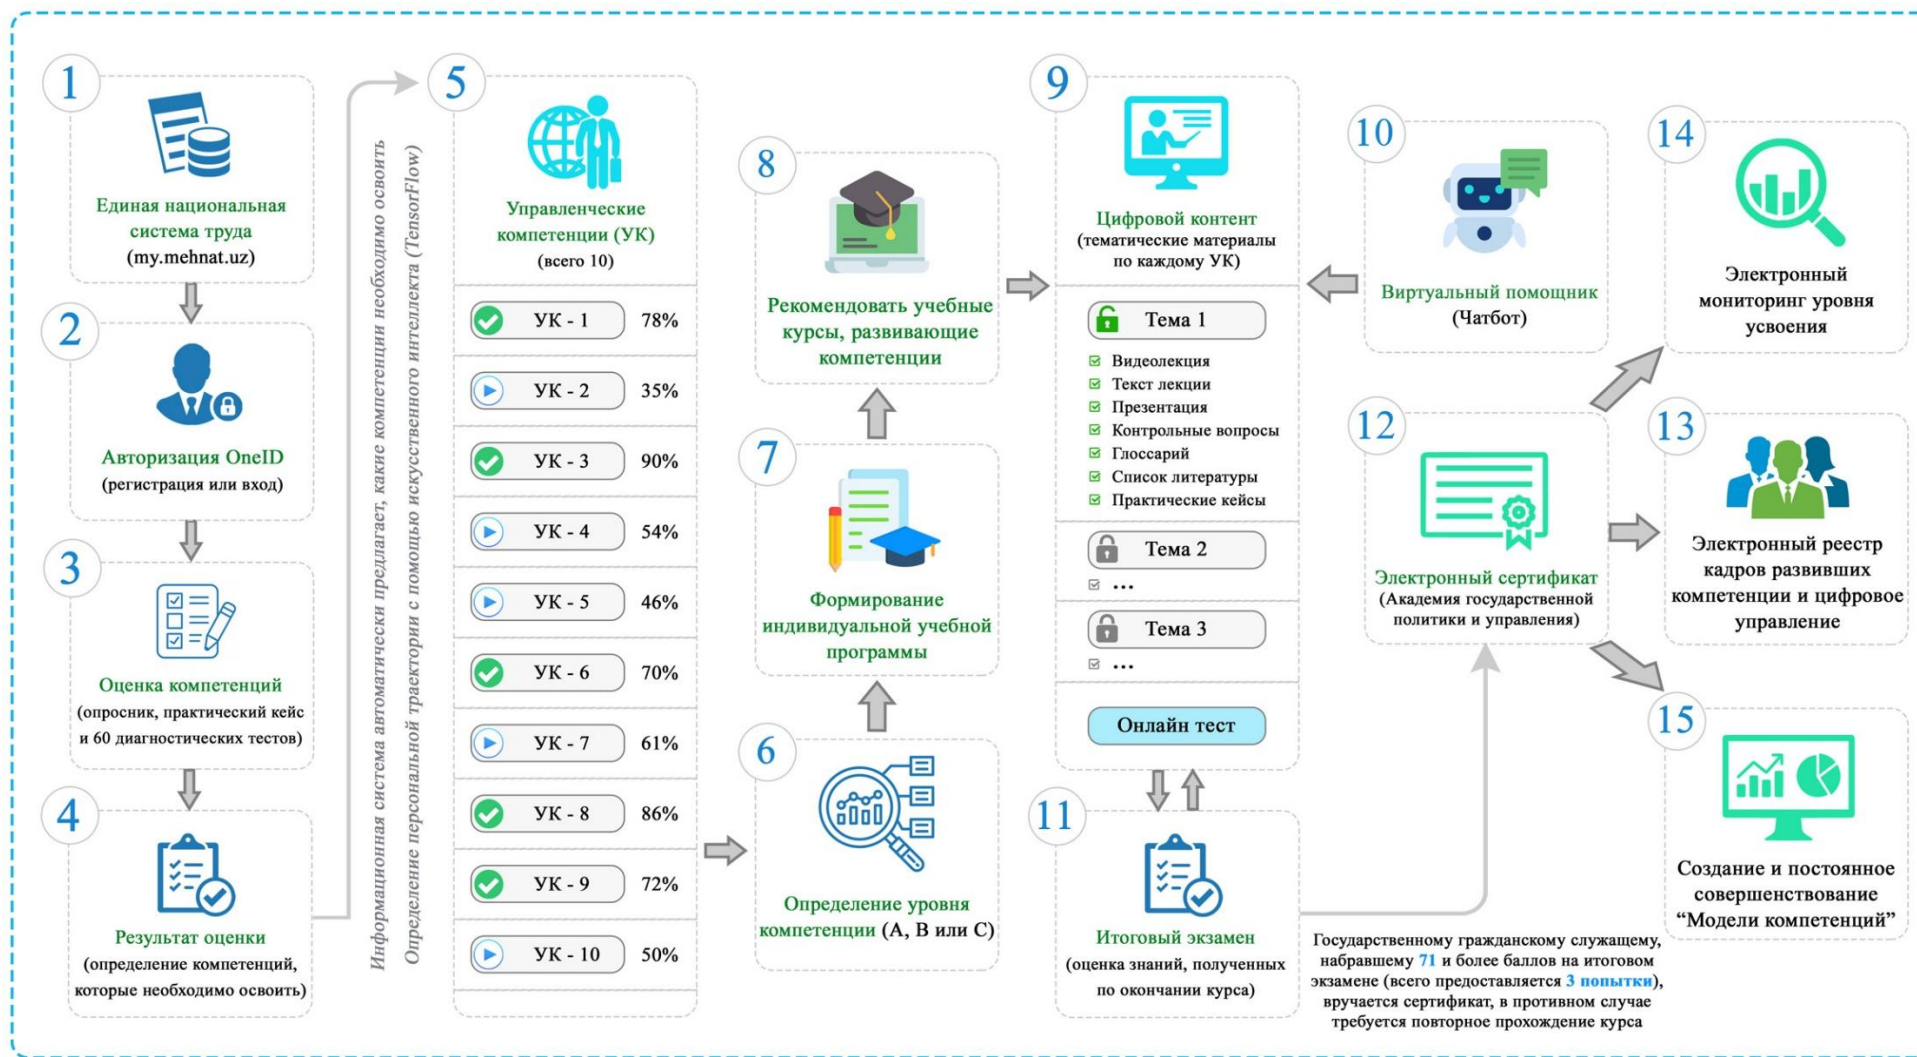 1
Единая национальная
система труда
(my.mehnat.uz)
2
Авторизация OneID
(регистрация или вход)
3
Оценка компетенций
(опросник, практический кейс
и 60 диагностических тестов)
4
Результат оценки
(определение компетенций,
которые необходимо освоить)
Информационная система автоматически предлагает, какие компетенции необходимо освоить
Определение персональной траектории с помощью искусственного интеллекта (TensorFlow)
5
Управленческие
компетенции (УК)
(всего 10)
УК - 1 78%
УК - 2 35%
УК - 3 90%
УК - 4 54%
УК - 5 46%
УК - 6 70%
УК - 7 61%
УК - 8 86%
УК - 9 72%
УК - 10 50%
6
Определение уровня
компетенции (A, B или C)
7
Формирование
индивидуальной учебной
программы
8
Рекомендовать учебные
курсы, развивающие
компетенции
9
Цифровой контент
(тематические материалы
по каждому УК)
Тема 1
Видеолекция
Текст лекции
Презентация
Контрольные вопросы
Глоссарий
Список литературы
Практические кейсы
Тема 2
...
Тема 3
...
Онлайн тест
10
Виртуальный помощник
(Чатбот)
11
Итоговый экзамен
(оценка знаний, полученных
по окончании курса)
Государственному гражданскому служащему,
набравшему 71 и более баллов на итоговом
экзамене (всего предоставляется 3 попытки),
вручается сертификат, в противном случае
требуется повторное прохождение курса
12
Электронный сертификат
(Академия государственной
политики и управления)
13
Электронный реестр
кадров развивших
компетенции и цифровое
управление
14
Электронный
мониторинг уровня
усвоения
15
Создание и постоянное
совершенствование
“Модели компетенций”